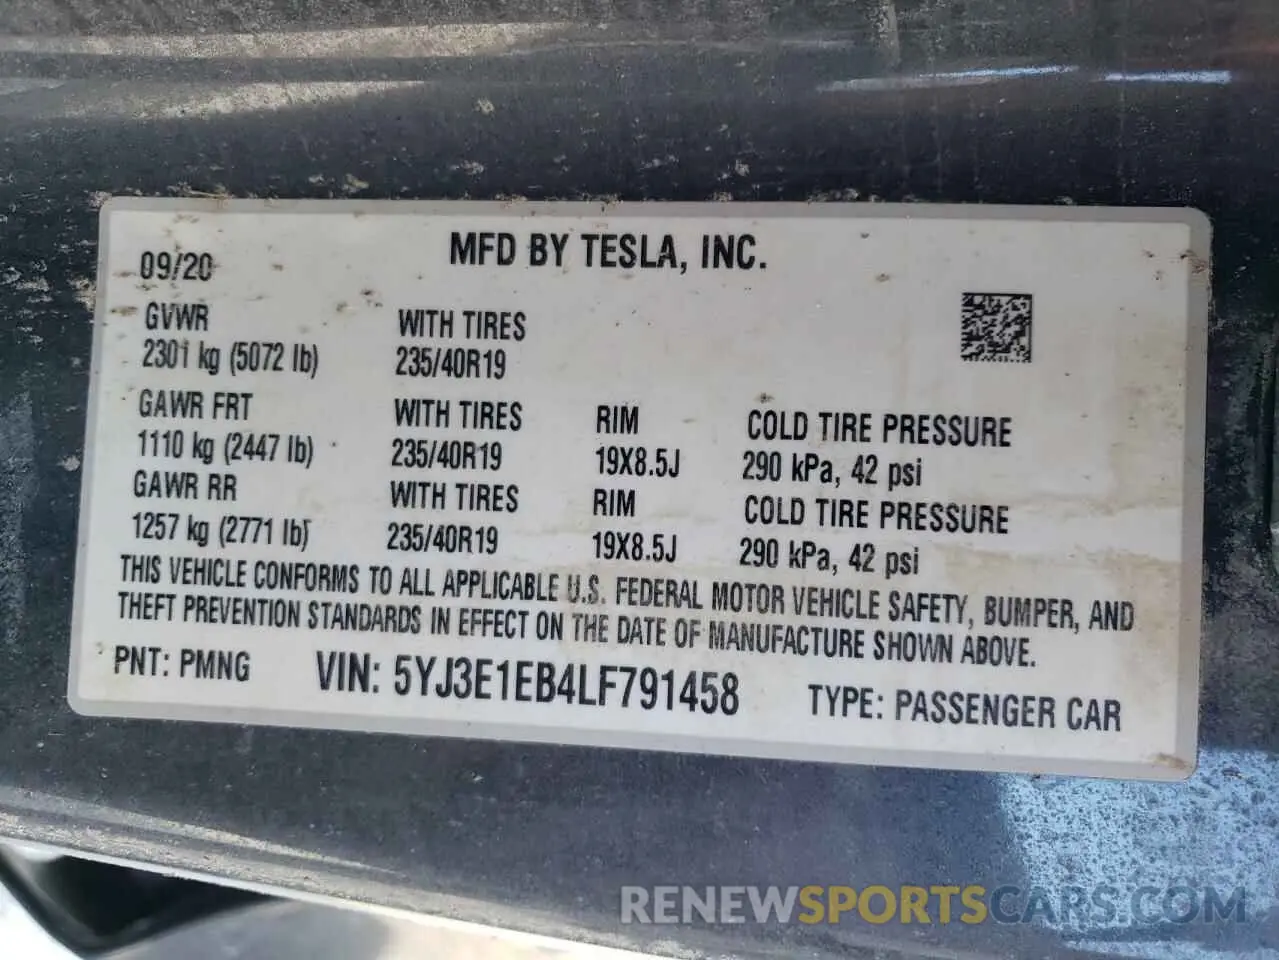 MFD BY TESLA, INC.
09/20
GVWR WITH TIRES
2301 kg (5072 lb) 235/40R19
GAWR FRT WITH TIRES RIM COLD TIRE PRESSURE
1110 kg (2447 lb) 235/40R19 19X8.5J 290 kPa, 42 psi
GAWR RR WITH TIRES RIM COLD TIRE PRESSURE
1257 kg (2771 lb) 235/40R19 19X8.5J 290 kPa, 42 psi
THIS VEHICLE CONFORMS TO ALL APPLICABLE U.S. FEDERAL MOTOR VEHICLE SAFETY, BUMPER, AND
THEFT PREVENTION STANDARDS IN EFFECT ON THE DATE OF MANUFACTURE SHOWN ABOVE.
PNT: PMNG VIN: 5YJ3E1EB4LF791458 TYPE: PASSENGER CAR
RENEWSPORTSCARS.COM